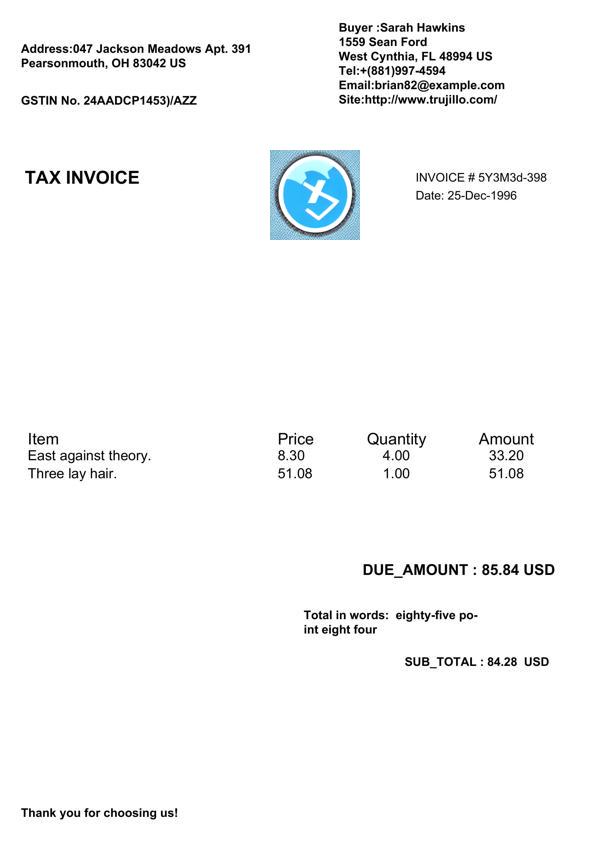 Address:047 Jackson Meadows Apt. 391
Pearsonmouth, OH 83042 US
GSTIN No. 24AADCP1453)/AZZ
Buyer :Sarah Hawkins
1559 Sean Ford
West Cynthia, FL 48994 US
Tel:+(881)997-4594
Email:brian82@example.com
Site:http://www.trujillo.com/
TAX INVOICE
INVOICE # 5Y3M3d-398
Date: 25-Dec-1996
Item Price Quantity Amount
East against theory. 8.30 4.00 33.20
Three lay hair. 51.08 1.00 51.08
DUE_AMOUNT : 85.84 USD
Total in words: eighty-five po-
int eight four
SUB_TOTAL : 84.28 USD
Thank you for choosing us!